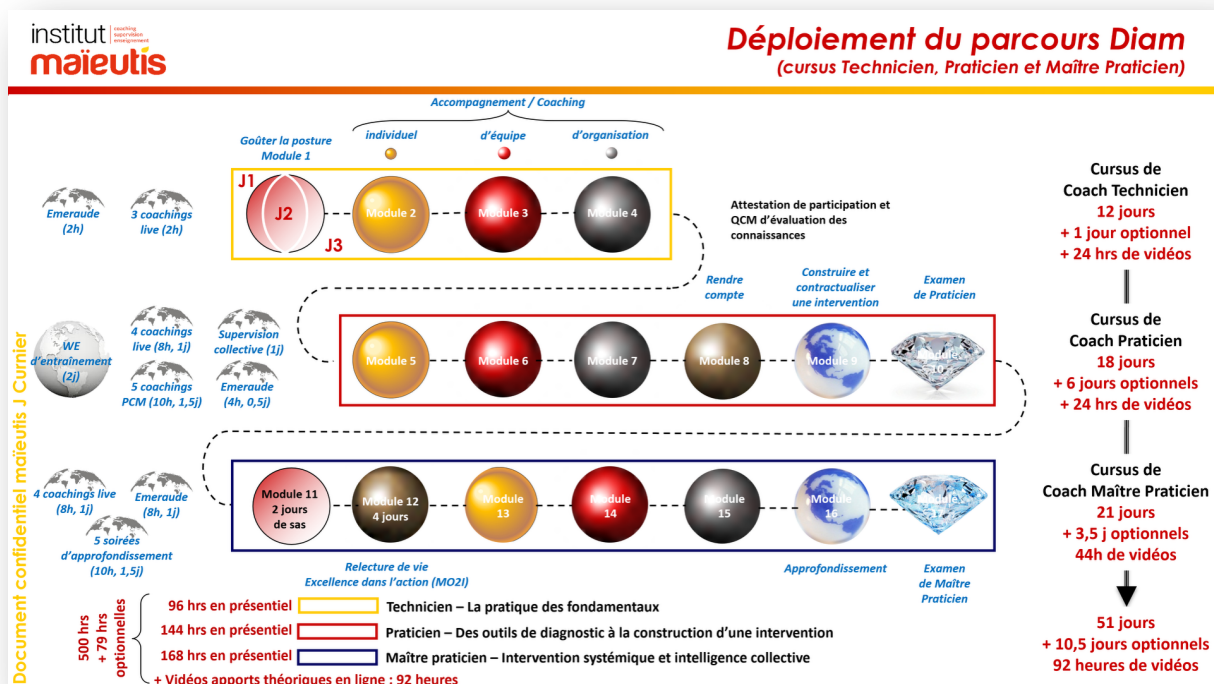 institut
coaching
supervision
enseignement
maïeutis
Déploiement du parcours Diam
(cursus Technicien, Praticien et Maître Praticien)
Accompagnement / Coaching
Goûter la posture
Module 1
individuel
d'équipe
d'organisation
Emeraude
(2h)
3 coachings
live (2h)
J1
J2
J3
Module 2
Module 3
Module 4
Attestation de participation et
QCM d'évaluation des
connaissances
Cursus de
Coach Technicien
12 jours
+ 1 jour optionnel
+ 24 hrs de vidéos
Rendre
compte
Construire et
contractualiser
une intervention
Examen
de Praticien
WE
d'entraînement
(2j)
4 coachings
live (8h, 1j)
Supervision
collective (1j)
5 coachings
PCM (10h, 1,5j)
Emeraude
(4h, 0,5j)
Module 5
Module 6
Module 7
Module 8
Module 9
Module
10
Cursus de
Coach Praticien
18 jours
+ 6 jours optionnels
+ 24 hrs de vidéos
4 coachings live
(8h, 1j)
Emeraude
(8h, 1j)
5 soirées
d'approfondissement
(10h, 1,5j)
Module 11
2 jours
de sas
Module 12
4 jours
Module
13
Module
14
Module
15
Module
16
Module
17
Cursus de
Coach Maître Praticien
21 jours
+ 3,5 j optionnels
44h de vidéos
Relecture de vie
Excellence dans l'action (MO2I)
Approfondissement
Examen
de Maître
Praticien
500 hrs
+ 79 hrs
optionnelles
96 hrs en présentiel
Technicien – La pratique des fondamentaux
144 hrs en présentiel
Praticien – Des outils de diagnostic à la construction d'une intervention
168 hrs en présentiel
Maître praticien – Intervention systémique et intelligence collective
+ Vidéos apports théoriques en ligne : 92 heures
51 jours
+ 10,5 jours optionnels
92 heures de vidéos
Document confidentiel maïeutis J Curnier